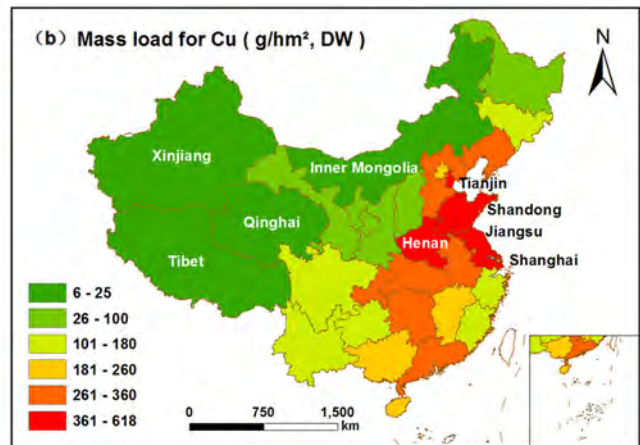 (b) Mass load for Cu ( g/hm², DW )
N
Xinjiang
Inner Mongolia
Tianjin
Qinghai
Shandong
Henan
Jiangsu
Tibet
Shanghai
6 - 25
26 - 100
101 - 180
181 - 260
261 - 360
361 - 618
0 750 1,500
km